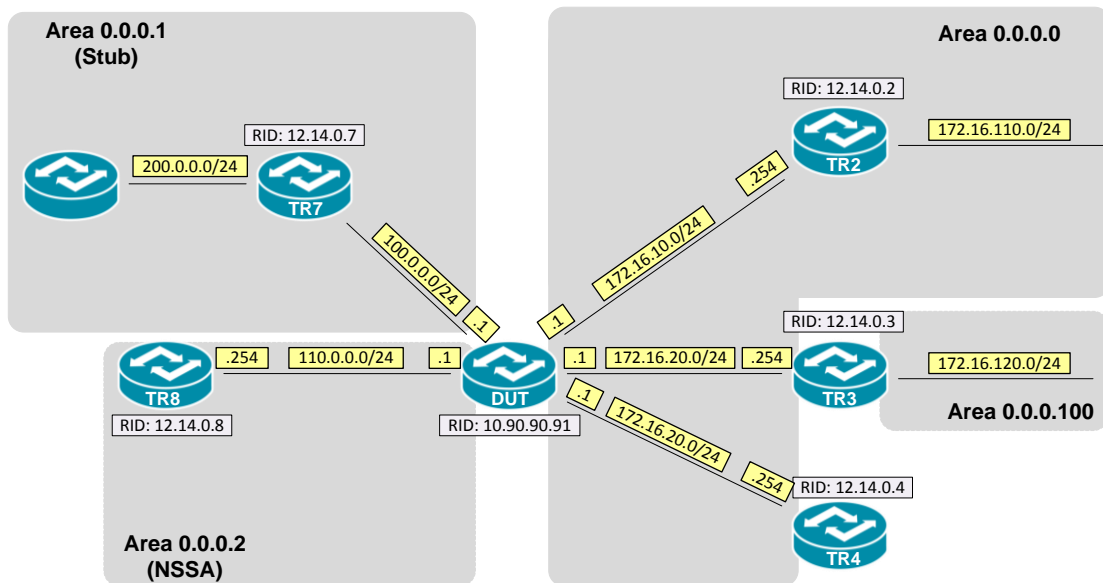 Area 0.0.0.1
(Stub)
Area 0.0.0.0
RID: 12.14.0.2
RID: 12.14.0.7
172.16.110.0/24
200.0.0.0/24
TR7
TR2
.254
100.0.0.0/24
172.16.10.0/24
.1
.1
RID: 12.14.0.3
.254
110.0.0.0/24
.1
.1
172.16.20.0/24
.254
172.16.120.0/24
TR8
DUT
TR3
.1
Area 0.0.0.100
RID: 12.14.0.8
RID: 10.90.90.91
172.16.20.0/24
.254
RID: 12.14.0.4
TR4
Area 0.0.0.2
(NSSA)